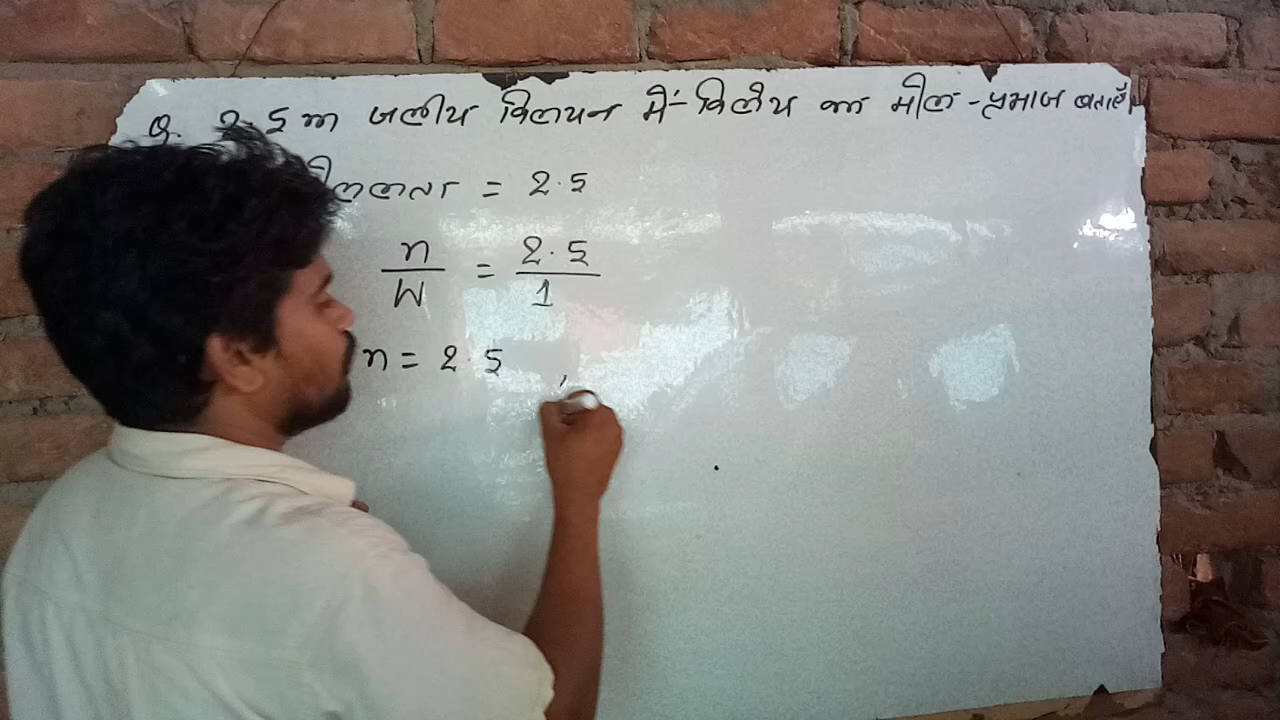 Q. 2.5 m जलीय विलयन में विलेय का मोल-प्रभाज बताएँ।
मोललता = 2.5
n/W = 2.5/1
n = 2.5